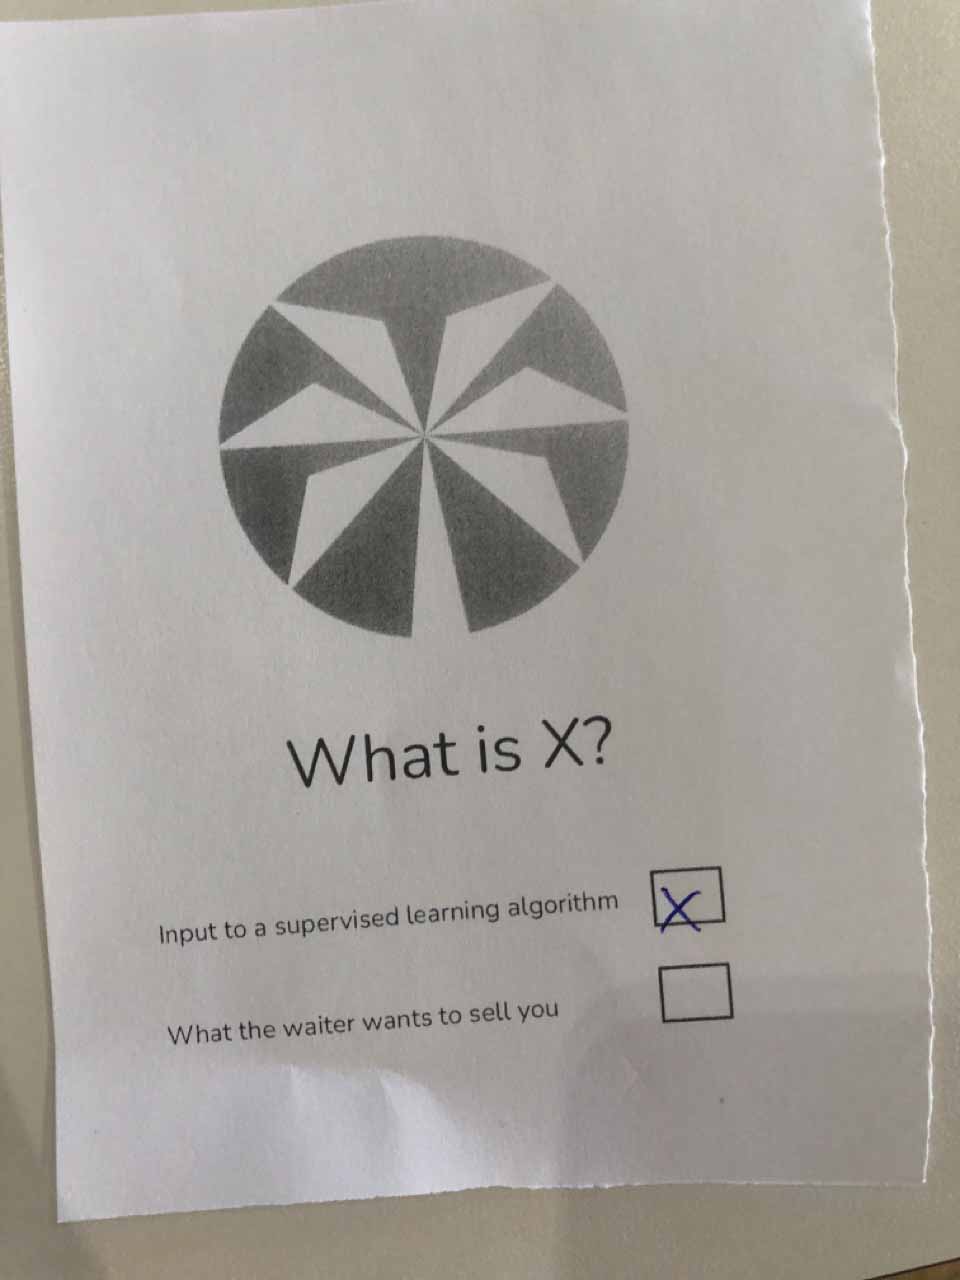 What is X?
Input to a supervised learning algorithm X
What the waiter wants to sell you